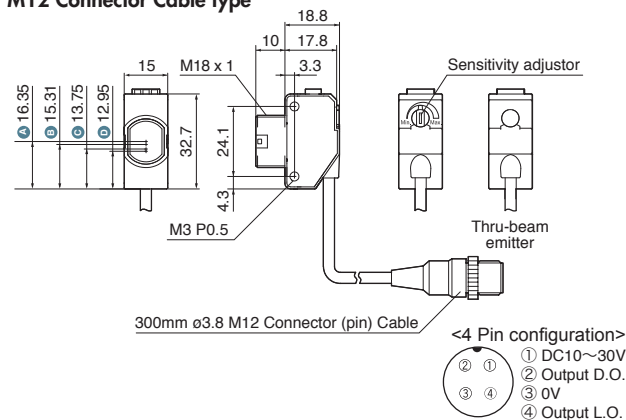 M12 Connector Cable type
18.8
10 17.8
15 M18 x 1 3.3 Sensitivity adjustor
A 16.35
B 15.31
C 13.75
D 12.95
32.7
24.1
4.3
Min. Max.
M3 P0.5
Thru-beam
emitter
300mm ø3.8 M12 Connector (pin) Cable
<4 Pin configuration>
② ①
③ ④
① DC10～30V
② Output D.O.
③ 0V
④ Output L.O.